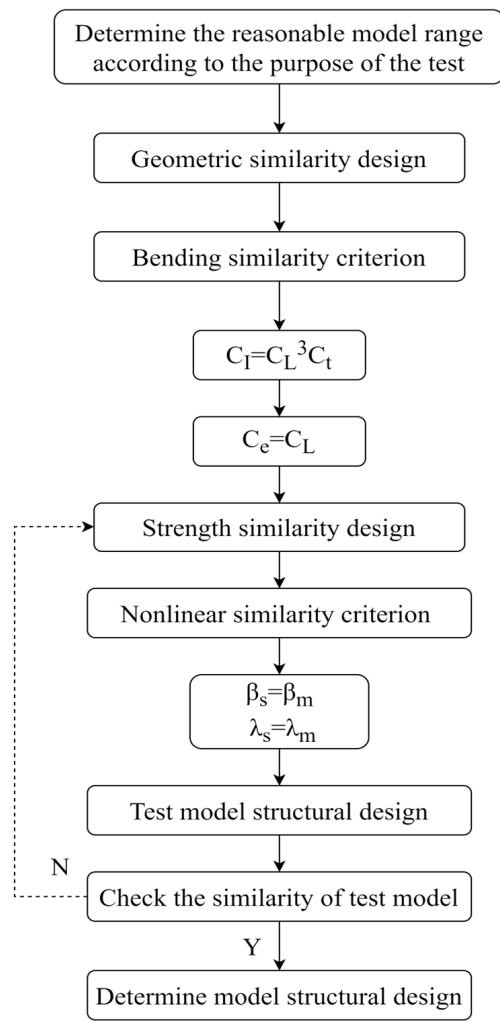 Determine the reasonable model range
according to the purpose of the test
Geometric similarity design
Bending similarity criterion
C_I=C_L^3C_t
C_e=C_L
Strength similarity design
Nonlinear similarity criterion
β_s=β_m
λ_s=λ_m
Test model structural design
N
Check the similarity of test model
Y
Determine model structural design